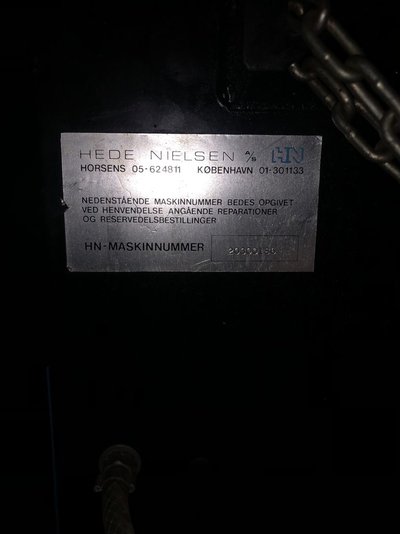 HEDE NIELSEN A/S HN
HORSENS 05-624811 KØBENHAVN 01-301133
NEDENSTÅENDE MASKINNUMMER BEDES OPGIVET
VED HENVENDELSE ANGÅENDE REPARATIONER
OG RESERVEDELSBESTILLINGER
HN-MASKINNUMMER